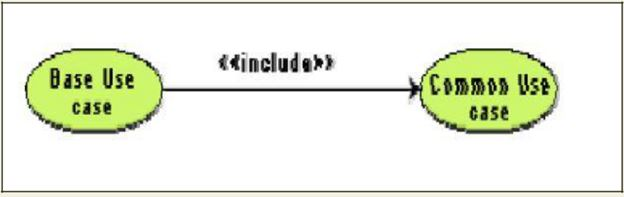 Base Use
case
<<include>>
Common Use
case